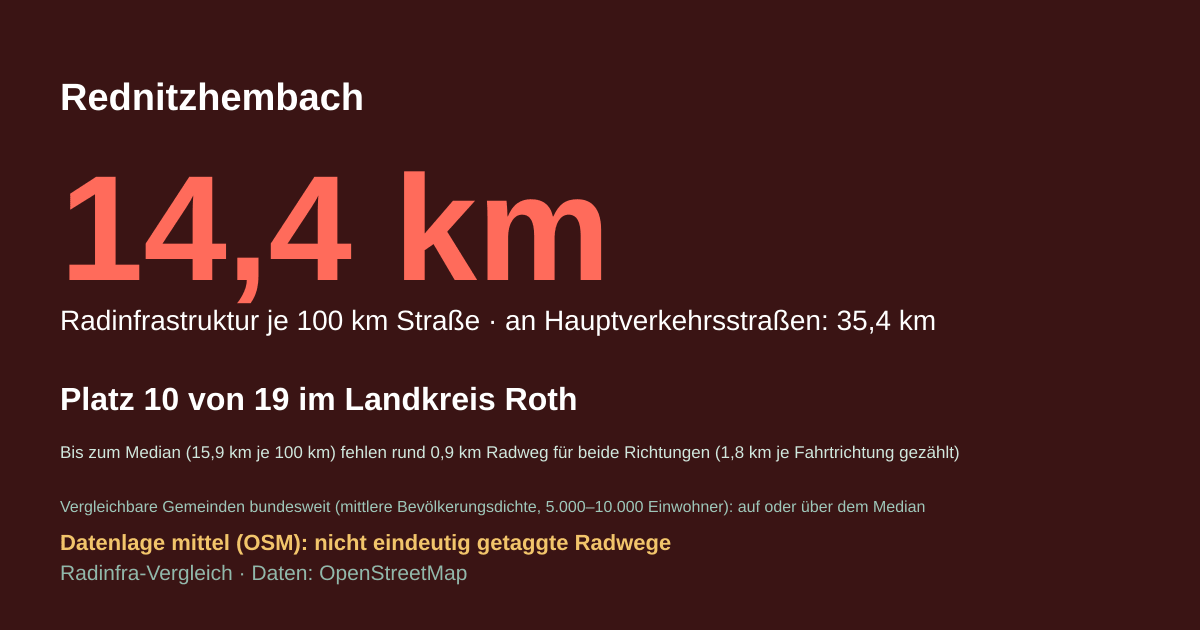 Rednitzhembach
14,4 km
Radinfrastruktur je 100 km Straße · an Hauptverkehrsstraßen: 35,4 km
Platz 10 von 19 im Landkreis Roth
Bis zum Median (15,9 km je 100 km) fehlen rund 0,9 km Radweg für beide Richtungen (1,8 km je Fahrtrichtung gezählt)
Vergleichbare Gemeinden bundesweit (mittlere Bevölkerungsdichte, 5.000–10.000 Einwohner): auf oder über dem Median
Datenlage mittel (OSM): nicht eindeutig getaggte Radwege
Radinfra-Vergleich · Daten: OpenStreetMap